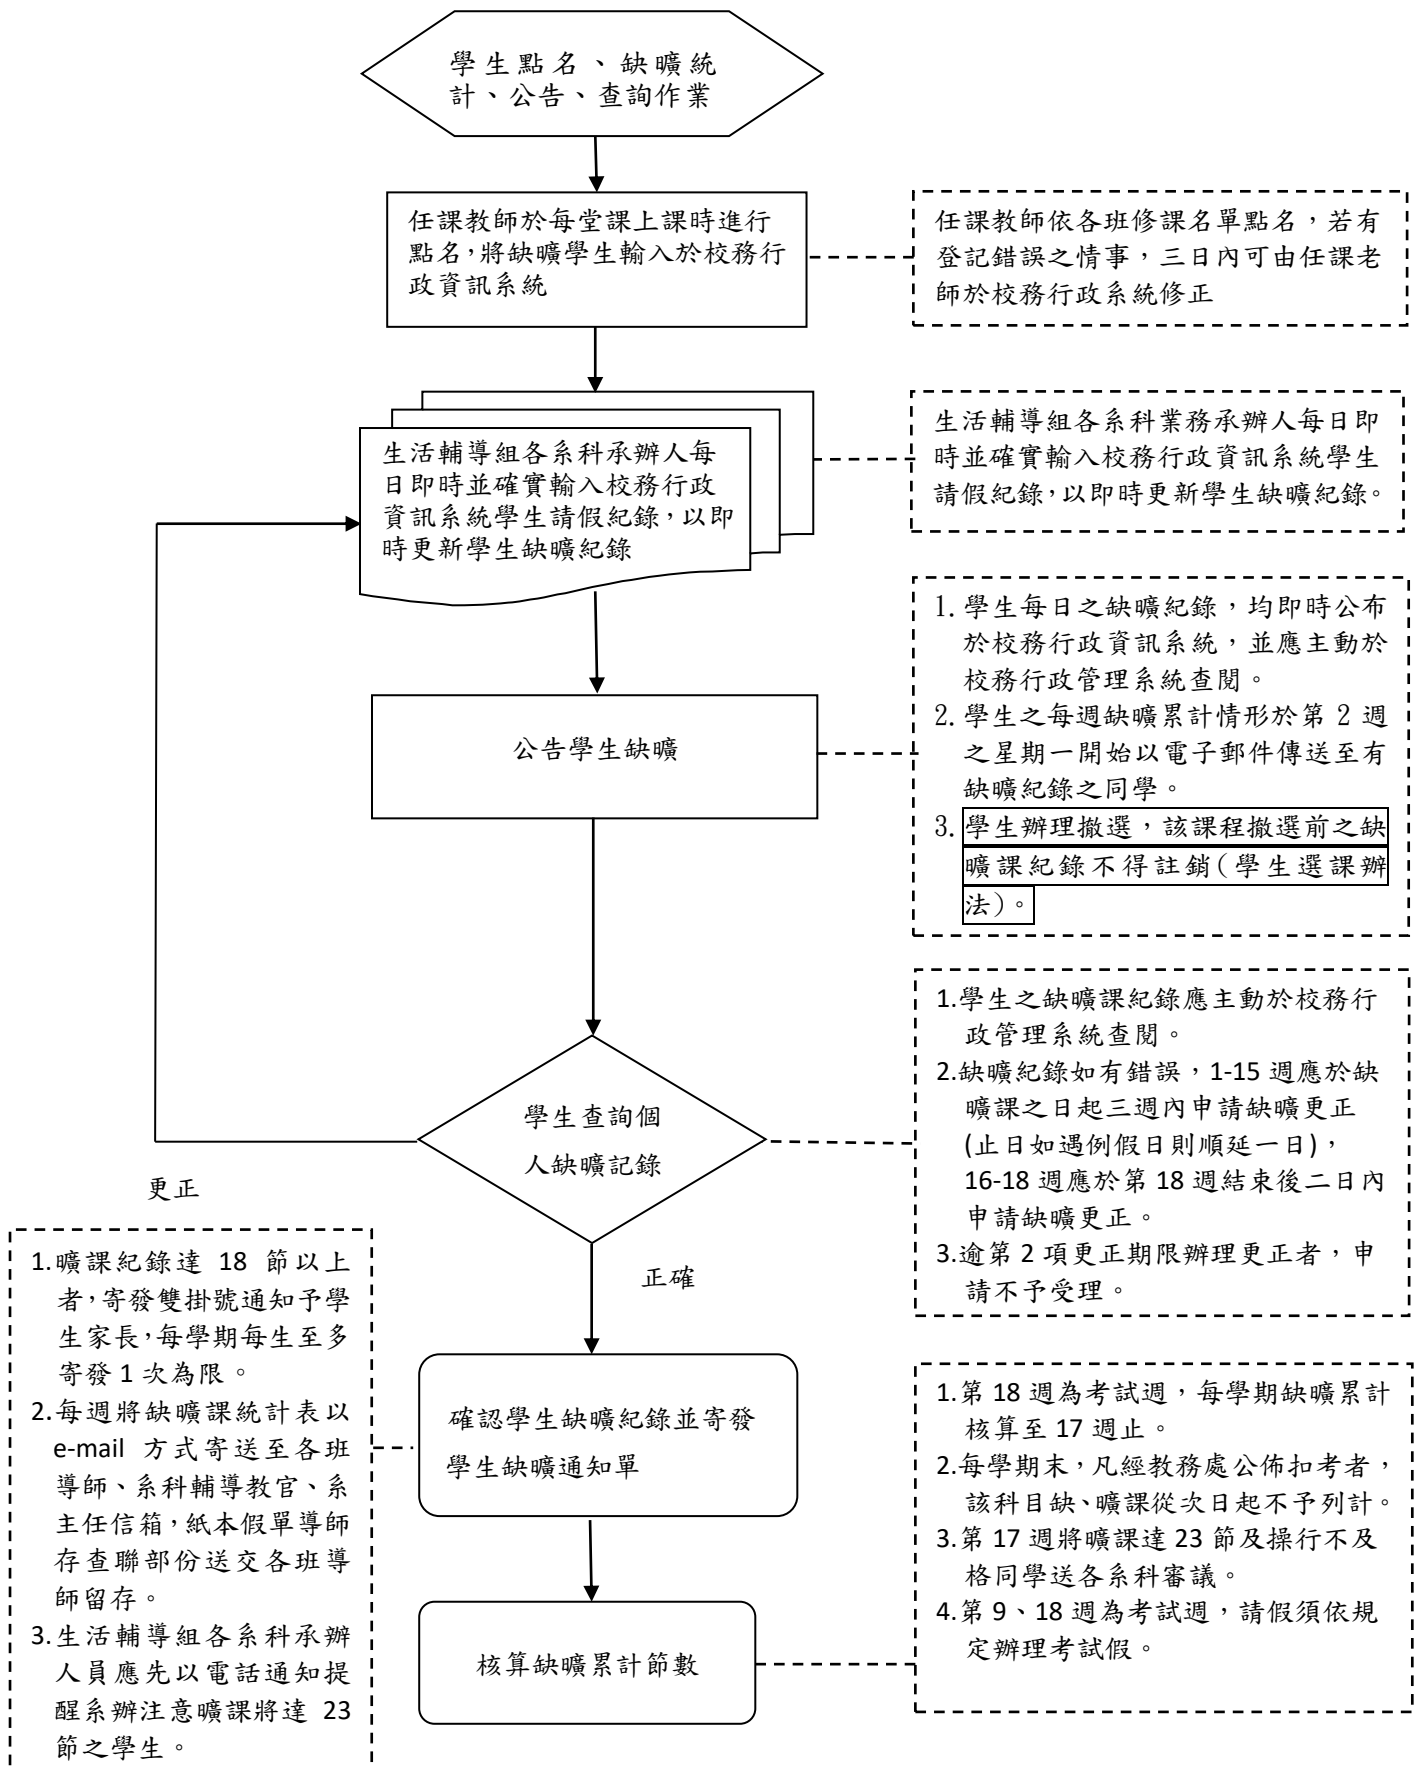 學生點名、缺曠統
計、公告、查詢作業
任課教師於每堂課上課時進行
點名，將缺曠學生輸入於校務行
政資訊系統
任課教師依各班修課名單點名，若有
登記錯誤之情事，三日內可由任課老
師於校務行政系統修正
生活輔導組各系科承辦人每
日即時並確實輸入校務行政
資訊系統學生請假紀錄，以即
時更新學生缺曠紀錄
生活輔導組各系科業務承辦人每日即
時並確實輸入校務行政資訊系統學生
請假紀錄，以即時更新學生缺曠紀錄。
公告學生缺曠
1. 學生每日之缺曠紀錄，均即時公布
於校務行政資訊系統，並應主動於
校務行政管理系統查閱。
2. 學生之每週缺曠累計情形於第 2 週
之星期一開始以電子郵件傳送至有
缺曠紀錄之同學。
3. 學生辦理撤選，該課程撤選前之缺
曠課紀錄不得註銷(學生選課辦
法)。
學生查詢個
人缺曠記錄
1.學生之缺曠課紀錄應主動於校務行
政管理系統查閱。
2.缺曠紀錄如有錯誤，1-15 週應於缺
曠課之日起三週內申請缺曠更正
(止日如遇例假日則順延一日)，
16-18 週應於第 18 週結束後二日內
申請缺曠更正。
3.逾第 2 項更正期限辦理更正者，申
請不予受理。
更正
正確
1.曠課紀錄達 18 節以上
者，寄發雙掛號通知予學
生家長，每學期每生至多
寄發 1 次為限。
2.每週將缺曠課統計表以
e-mail 方式寄送至各班
導師、系科輔導教官、系
主任信箱，紙本假單導師
存查聯部份送交各班導
師留存。
3.生活輔導組各系科承辦
人員應先以電話通知提
醒系辦注意曠課將達 23
節之學生。
確認學生缺曠紀錄並寄發
學生缺曠通知單
1.第 18 週為考試週，每學期缺曠累計
核算至 17 週止。
2.每學期末，凡經教務處公佈扣考者，
該科目缺、曠課從次日起不予列計。
3.第 17 週將曠課達 23 節及操行不及
格同學送各系科審議。
4.第 9、18 週為考試週，請假須依規
定辦理考試假。
核算缺曠累計節數